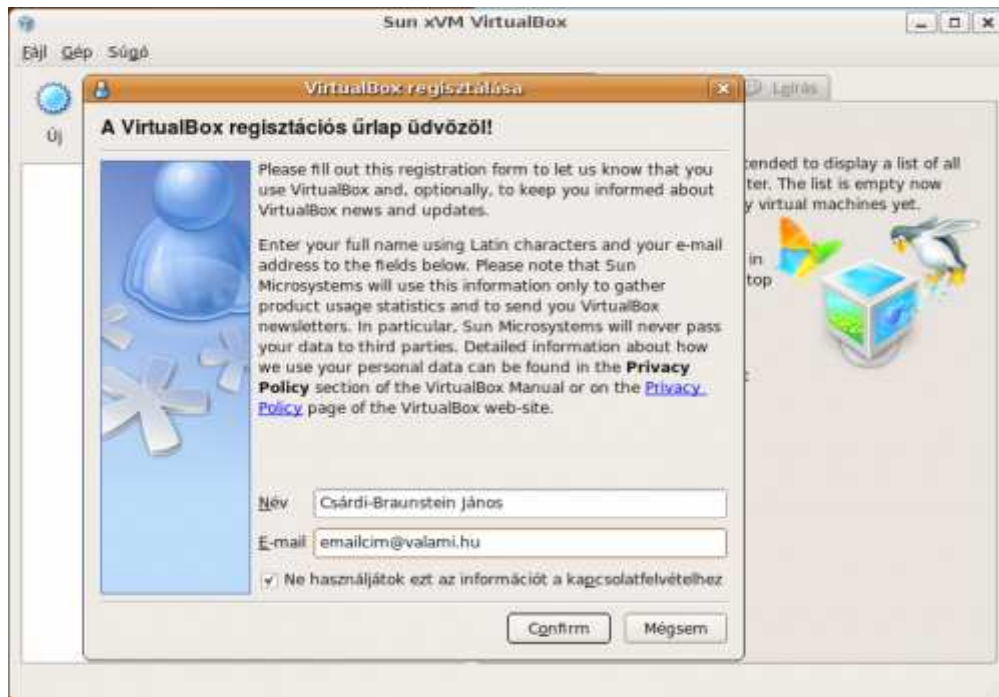 Sun xVM VirtualBox
Fájl Gép Súgó
VirtualBox regisztálása
Leírás
Új
A VirtualBox regisztációs űrlap üdvözöl!
Please fill out this registration form to let us know that you
use VirtualBox and, optionally, to keep you informed about
VirtualBox news and updates.
Enter your full name using Latin characters and your e-mail
address to the fields below. Please note that Sun
Microsystems will use this information only to gather
product usage statistics and to send you VirtualBox
newsletters. In particular, Sun Microsystems will never pass
your data to third parties. Detailed information about how
we use your personal data can be found in the Privacy
Policy section of the VirtualBox Manual or on the Privacy
Policy page of the VirtualBox web-site.
tended to display a list of all
ter. The list is empty now
y virtual machines yet.
in
top
Név Csárdi-Braunstein János
E-mail emailcim@valami.hu
Ne használjátok ezt az információt a kapcsolatfelvételhez
Confirm Mégsem